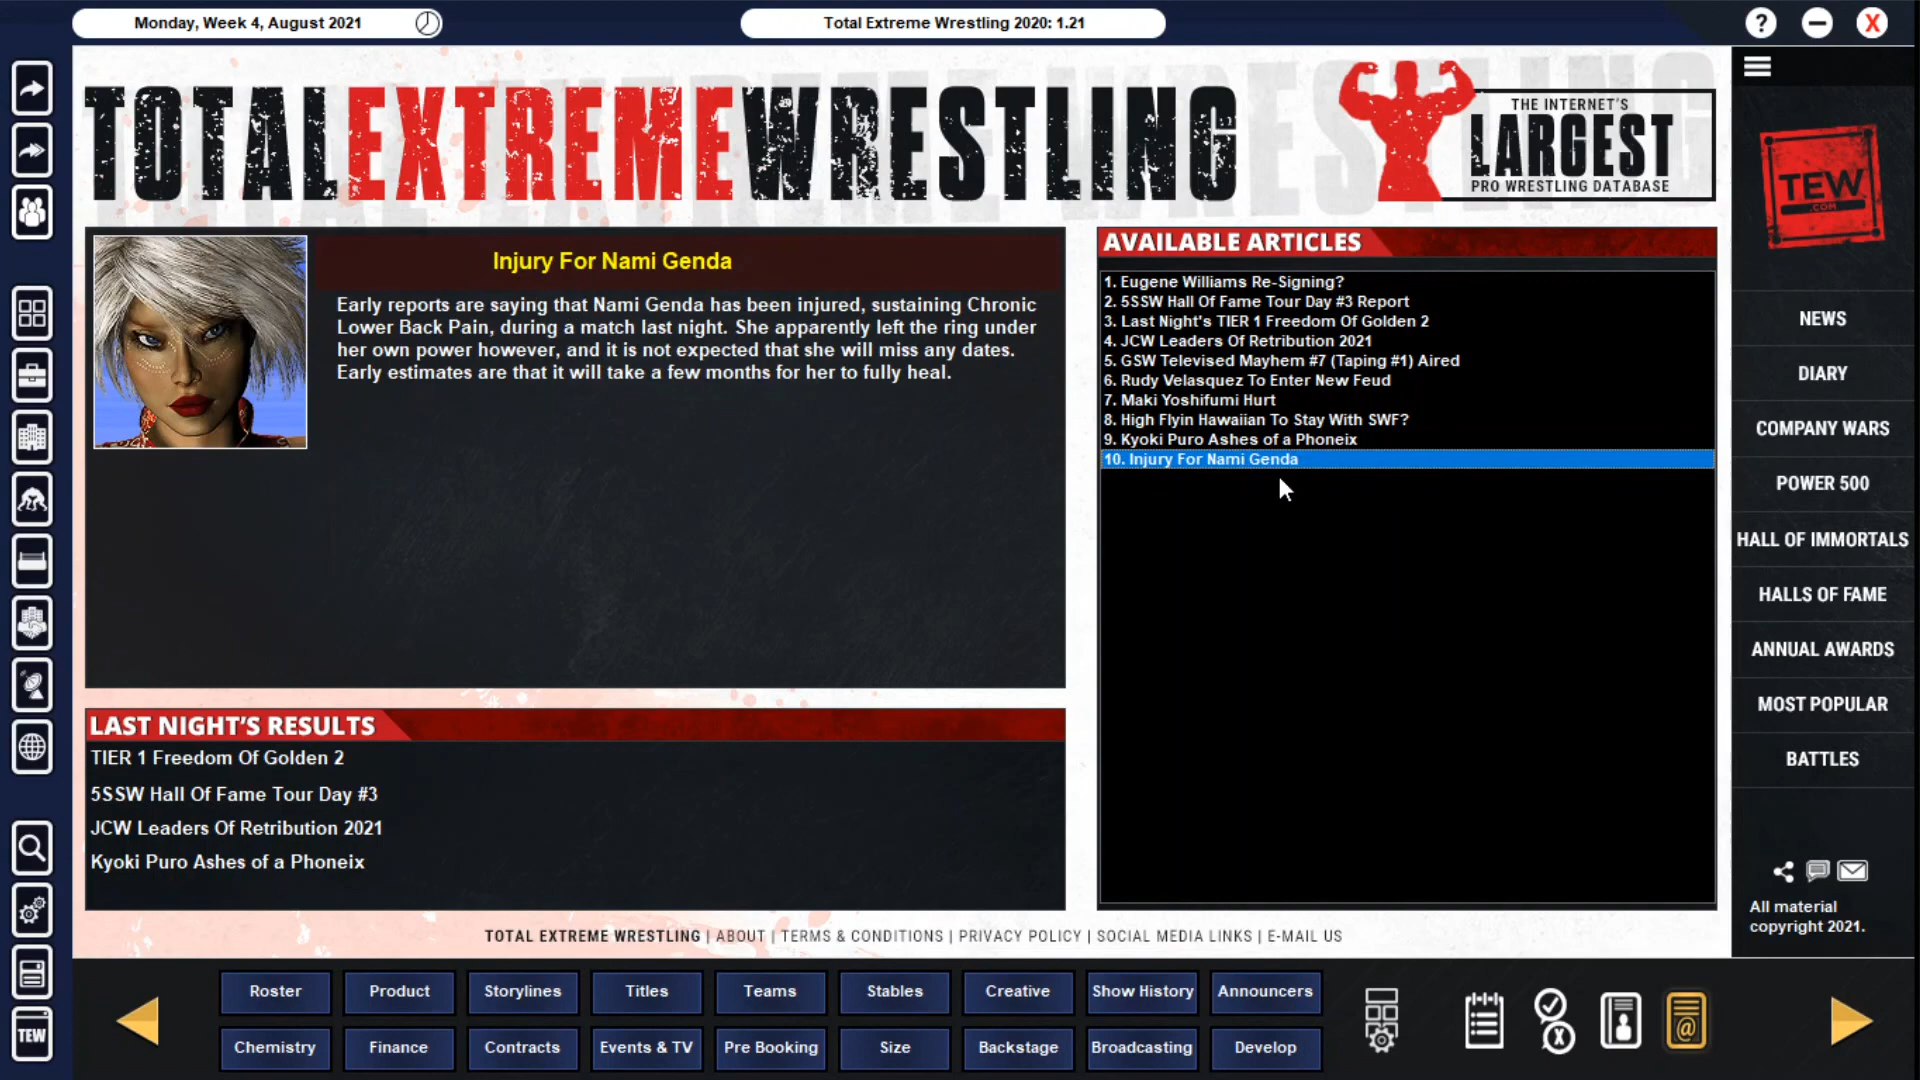 Monday, Week 4, August 2021
Total Extreme Wrestling 2020: 1.21
?
X
TOTALEXTREMEWRESTLING
THE INTERNET'S
LARGEST
PRO WRESTLING DATABASE
TEW
.COM
Injury For Nami Genda
Early reports are saying that Nami Genda has been injured, sustaining Chronic
Lower Back Pain, during a match last night. She apparently left the ring under
her own power however, and it is not expected that she will miss any dates.
Early estimates are that it will take a few months for her to fully heal.
AVAILABLE ARTICLES
1. Eugene Williams Re-Signing?
2. 5SSW Hall Of Fame Tour Day #3 Report
3. Last Night's TIER 1 Freedom Of Golden 2
4. JCW Leaders Of Retribution 2021
5. GSW Televised Mayhem #7 (Taping #1) Aired
6. Rudy Velasquez To Enter New Feud
7. Maki Yoshifumi Hurt
8. High Flyin Hawaiian To Stay With SWF?
9. Kyoki Puro Ashes of a Phoneix
10. Injury For Nami Genda
LAST NIGHT'S RESULTS
TIER 1 Freedom Of Golden 2
5SSW Hall Of Fame Tour Day #3
JCW Leaders Of Retribution 2021
Kyoki Puro Ashes of a Phoneix
NEWS
DIARY
COMPANY WARS
POWER 500
HALL OF IMMORTALS
HALLS OF FAME
ANNUAL AWARDS
MOST POPULAR
BATTLES
All material
copyright 2021.
TOTAL EXTREME WRESTLING | ABOUT | TERMS & CONDITIONS | PRIVACY POLICY | SOCIAL MEDIA LINKS | E-MAIL US
Roster
Product
Storylines
Titles
Teams
Stables
Creative
Show History
Announcers
Chemistry
Finance
Contracts
Events & TV
Pre Booking
Size
Backstage
Broadcasting
Develop
TEW